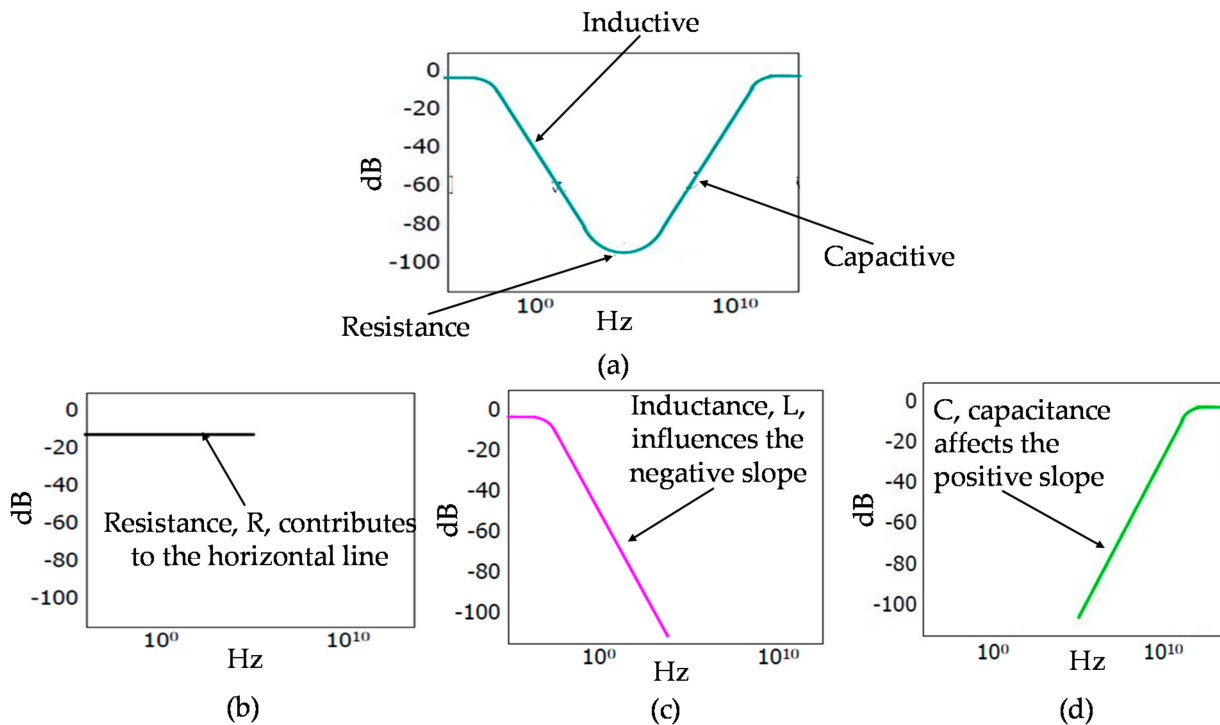 Inductive
0
-20
-40
-60
-80
-100
dB
Capacitive
10⁰
10¹⁰
Resistance
Hz
(a)
0
-20
-40
-60
-80
-100
dB
Resistance, R, contributes
to the horizontal line
10⁰
10¹⁰
Hz
(b)
0
-20
-40
-60
-80
-100
dB
Inductance, L,
influences the
negative slope
10⁰
10¹⁰
Hz
(c)
0
-20
-40
-60
-80
-100
dB
C, capacitance
affects the
positive slope
10⁰
10¹⁰
Hz
(d)